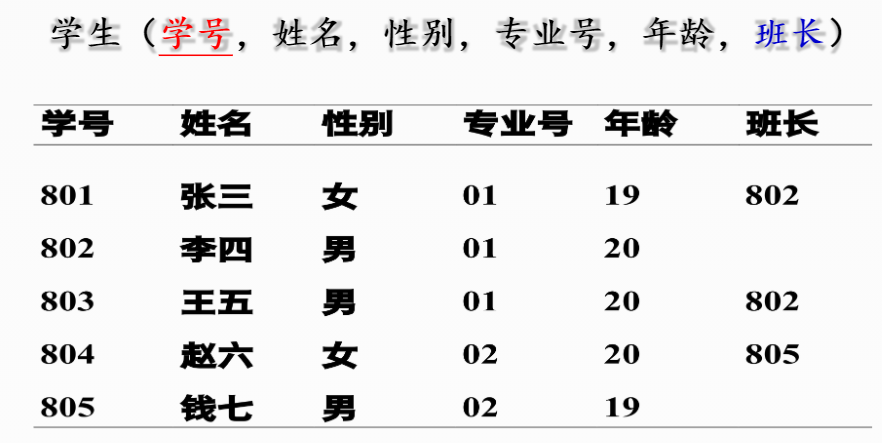 学生（学号，姓名，性别，专业号，年龄，班长）
学号 姓名 性别 专业号 年龄 班长
801 张三 女 01 19 802
802 李四 男 01 20
803 王五 男 01 20 802
804 赵六 女 02 20 805
805 钱七 男 02 19